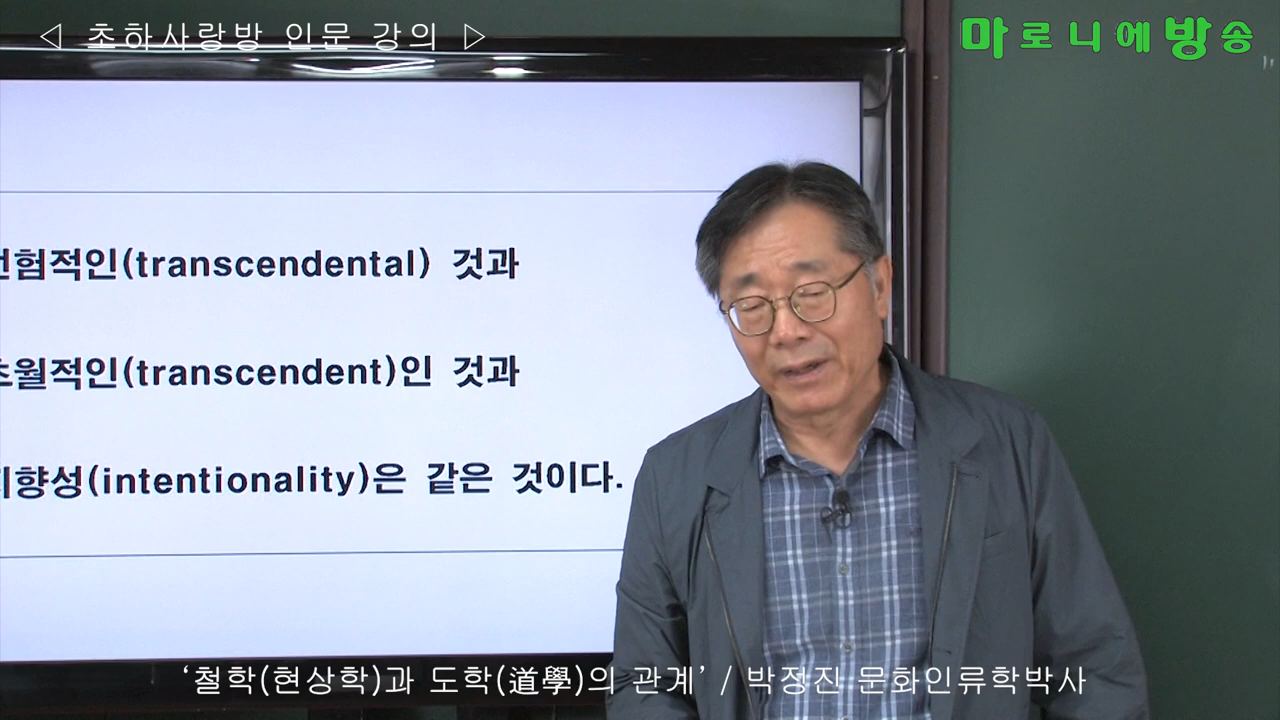 ◁ 초하사랑방 인문 강의 ▷
마로니에방송
선험적인(transcendental) 것과
초월적인(transcendent)인 것과
지향성(intentionality)은 같은 것이다.
‘철학(현상학)과 도학(道學)의 관계’ / 박정진 문화인류학박사